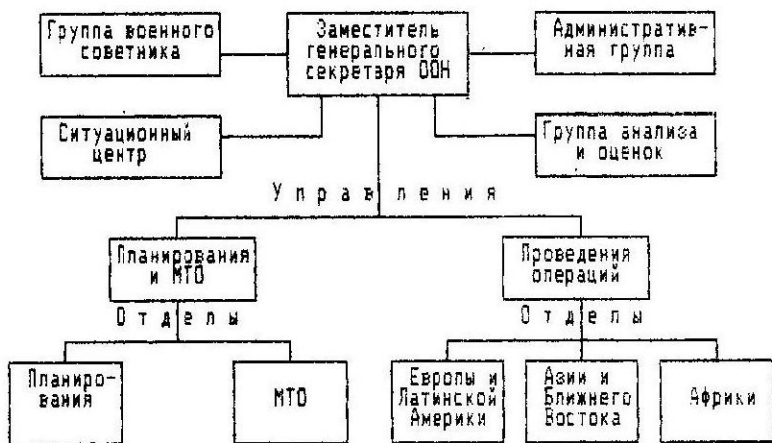 Группа военного
советника
Заместитель
генерального
секретаря ООН
Административ-
ная группа
Ситуационный
центр
Группа анализа
и оценок
Управления
Планирования
и МТО
Проведения
операций
Отделы
Отделы
Планиро-
вания
МТО
Европы и
Латинской
Америки
Азии и
Ближнего
Востока
Африки